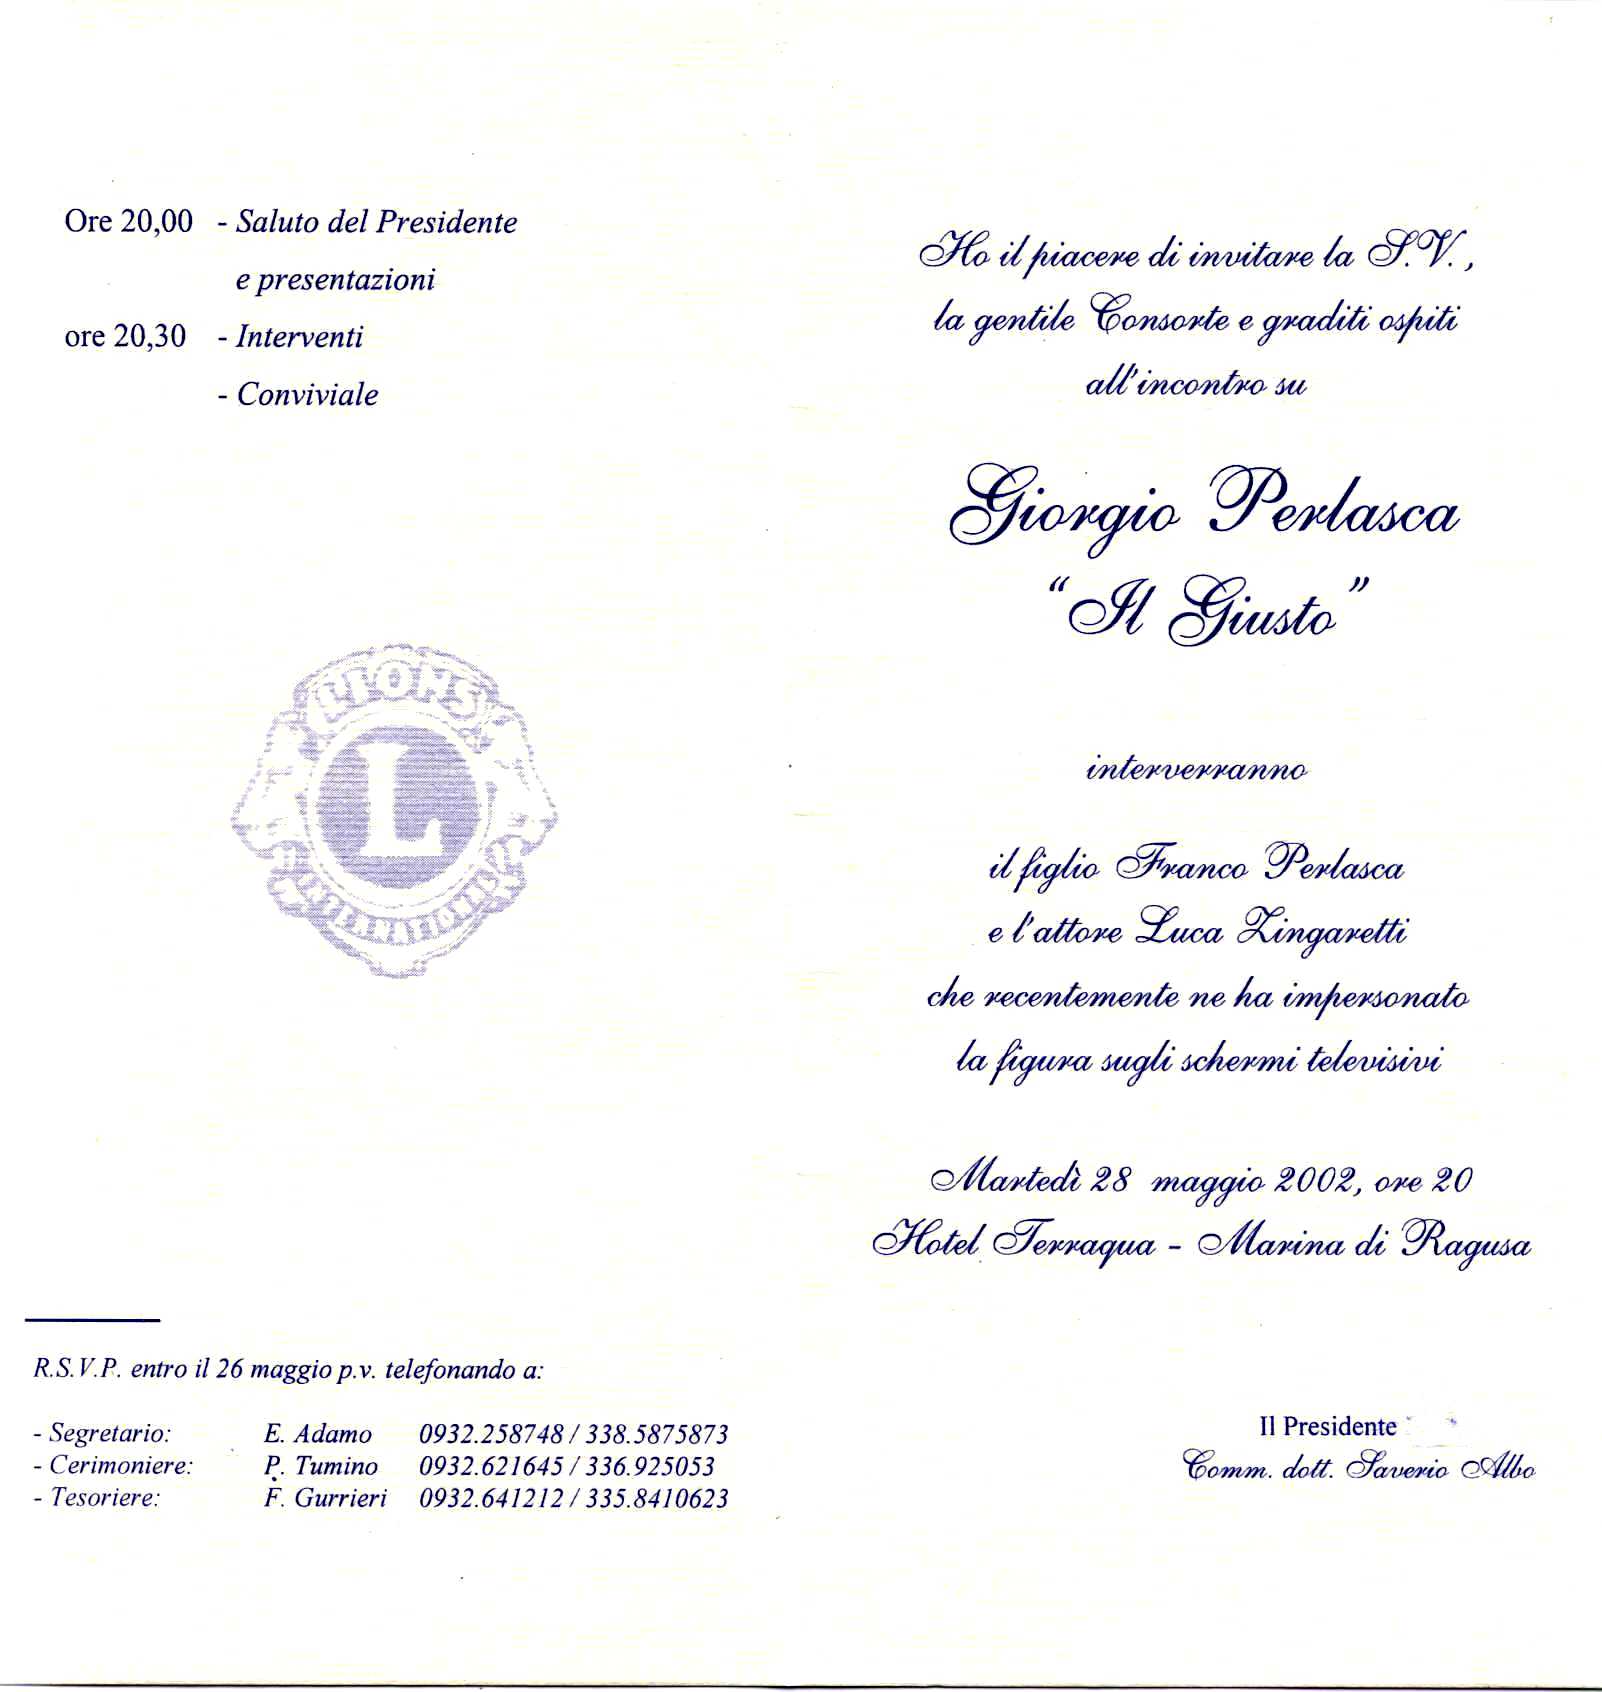 Ore 20,00 - Saluto del Presidente
e presentazioni
ore 20,30 - Interventi
- Conviviale
LIONS
L
INTERNATIONAL
R.S.V.P. entro il 26 maggio p.v. telefonando a:
- Segretario: E. Adamo 0932.258748 / 338.5875873
- Cerimoniere: P. Tumino 0932.621645 / 336.925053
- Tesoriere: F. Gurrieri 0932.641212 / 335.8410623
Ho il piacere di invitare la S.V.,
la gentile Consorte e graditi ospiti
all'incontro su
Giorgio Perlasca
“Il Giusto”
interverranno
il figlio Franco Perlasca
e l'attore Luca Zingaretti
che recentemente ne ha impersonato
la figura sugli schermi televisivi
Martedì 28 maggio 2002, ore 20
Hotel Terraqua - Marina di Ragusa
Il Presidente
Comm. dott. Saverio Albo